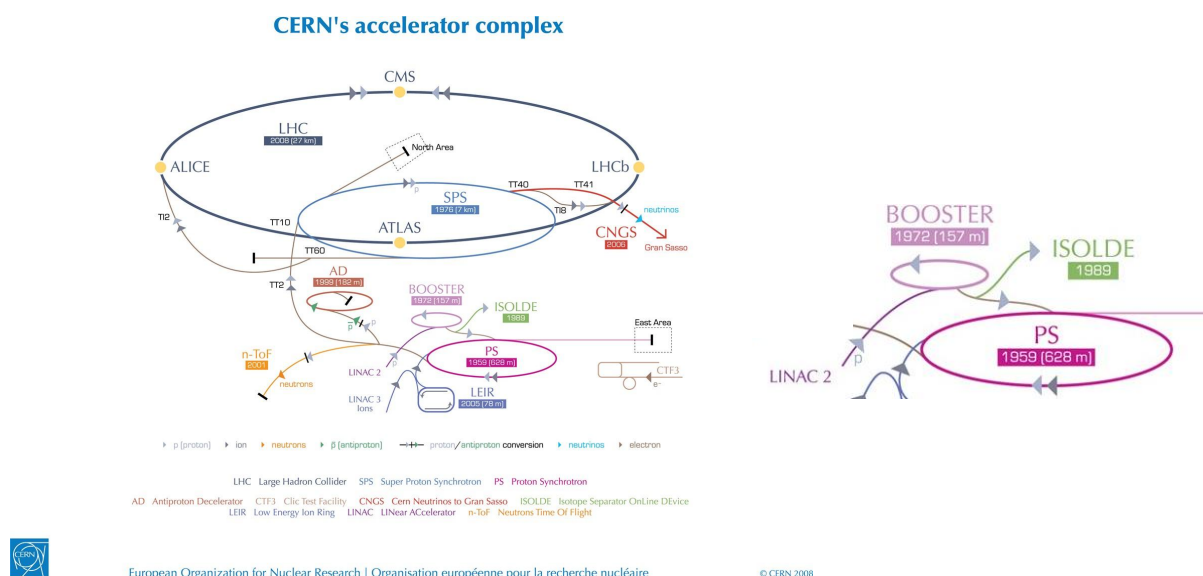 CERN's accelerator complex
CMS
LHC
2008 (27 km)
North Area
ALICE
LHCb
TT40
TT41
SPS
1976 (7 km)
p
TI8
neutrinos
TI2
TT10
ATLAS
CNGS
2006
Gran Sasso
TT60
AD
1999 (182 m)
TT2
BOOSTER
1972 (157 m)
ISOLDE
1989
p
p
East Area
n-ToF
2001
PS
1959 (628 m)
p
LINAC 2
CTF3
e-
neutrons
LINAC 3
Ions
LEIR
2005 (78 m)
BOOSTER
1972 (157 m)
ISOLDE
1989
PS
1959 (628 m)
p
LINAC 2
p (proton) ion neutrons p̄ (antiproton) proton/antiproton conversion neutrinos electron
LHC Large Hadron Collider SPS Super Proton Synchrotron PS Proton Synchrotron
AD Antiproton Decelerator CTF3 Clic Test Facility CNGS Cern Neutrinos to Gran Sasso ISOLDE Isotope Separator OnLine DEvice
LEIR Low Energy Ion Ring LINAC LINear ACcelerator n-ToF Neutrons Time Of Flight
CERN
European Organization for Nuclear Research | Organisation européenne pour la recherche nucléaire
© CERN 2008